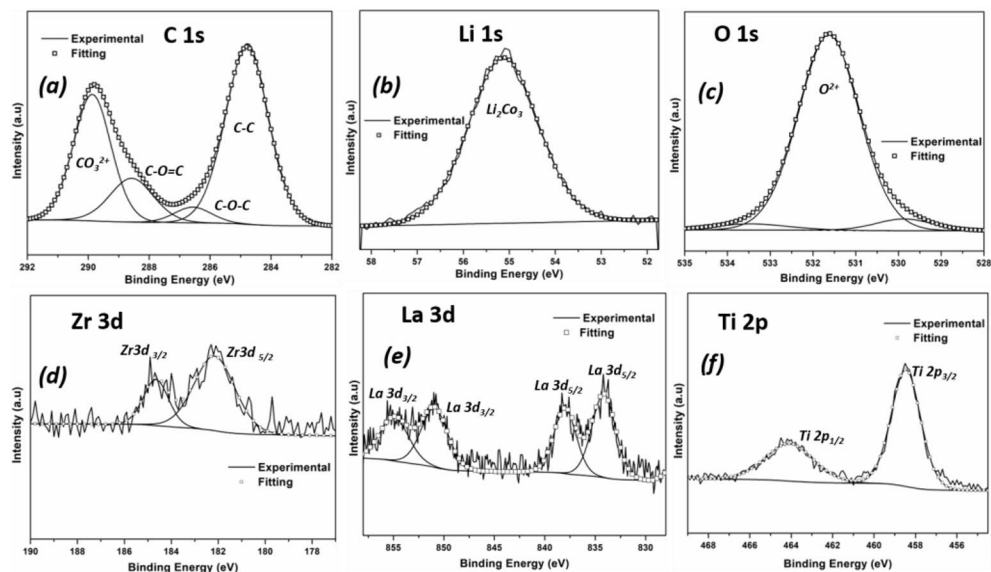 C 1s
Experimental
Fitting
(a)
CO₃²⁺
C-O=C
C-O-C
C-C
Intensity (a.u)
292 290 288 286 284 282
Binding Energy (eV)
Li 1s
(b)
Li₂Co₃
Experimental
Fitting
Intensity (a.u)
58 57 56 55 54 53 52
Binding Energy (eV)
O 1s
(c)
O²⁺
Experimental
Fitting
Intensity (a.u)
535 534 533 532 531 530 529 528
Binding Energy (eV)
Zr 3d
Zr3d 3/2
Zr3d 5/2
(d)
Experimental
Fitting
Intensity (a.u)
190 188 186 184 182 180 178
Binding Energy (eV)
La 3d
Experimental
Fitting
(e)
La 3d3/2
La 3d3/2
La 3d5/2
La 3d5/2
Intensity (a.u)
855 850 845 840 835 830
Binding Energy (eV)
Ti 2p
Experimental
Fitting
(f)
Ti 2p3/2
Ti 2p1/2
Intensity (a.u)
468 466 464 462 460 458 456 454
Binding Energy (eV)